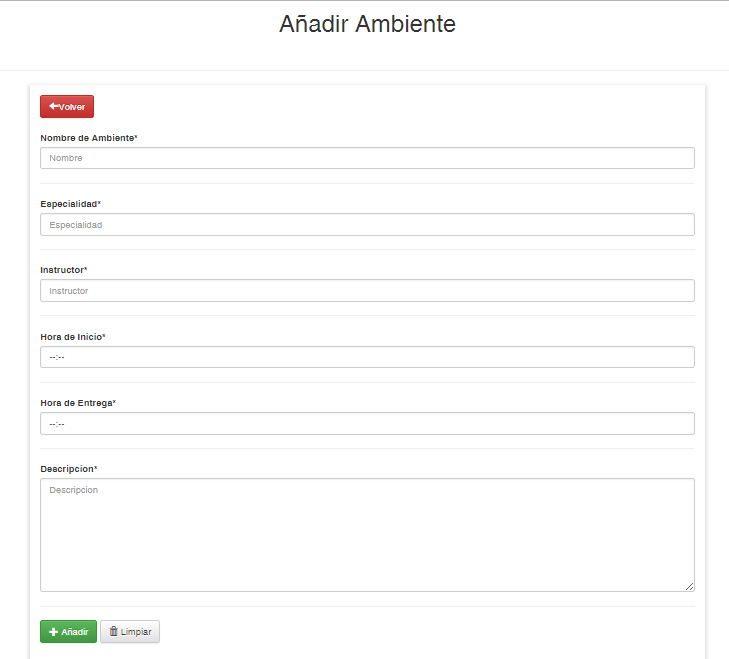 Añadir Ambiente
Volver
Nombre de Ambiente*
Nombre
Especialidad*
Especialidad
Instructor*
Instructor
Hora de Inicio*
--:--
Hora de Entrega*
--:--
Descripcion*
Descripcion
Añadir Limpiar